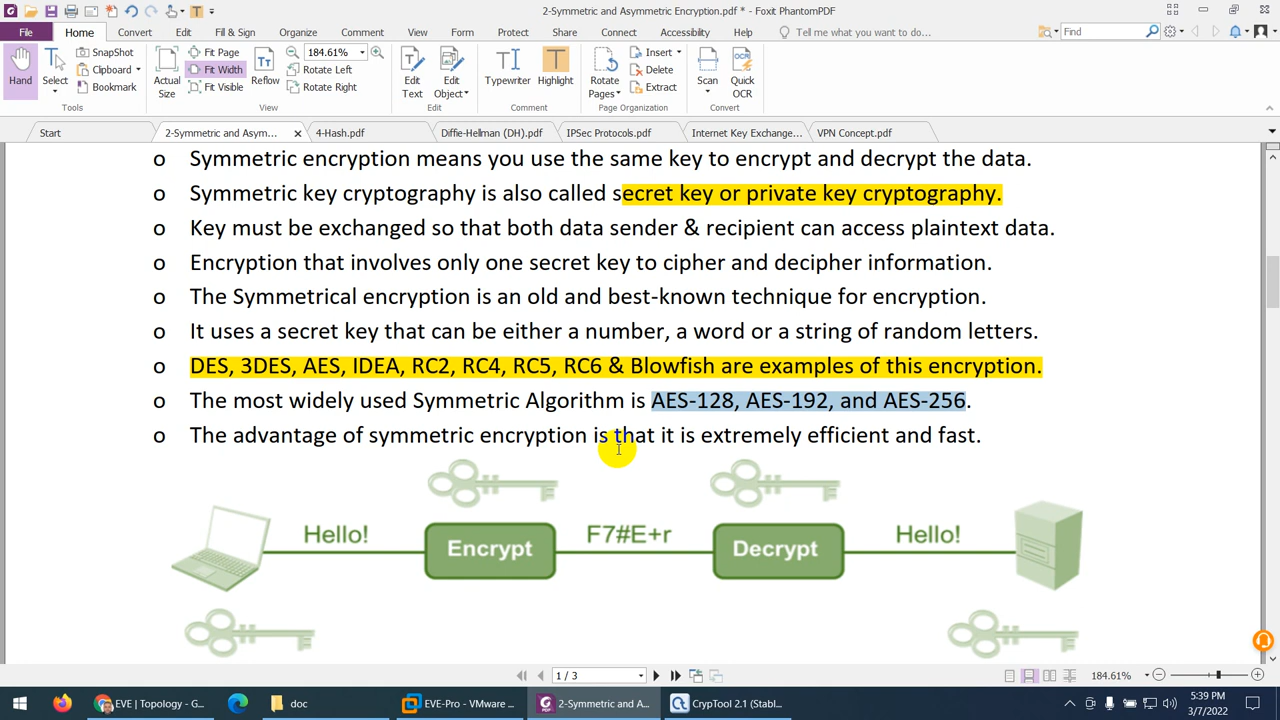 2-Symmetric and Asymmetric Encryption.pdf * - Foxit PhantomPDF
File Home Convert Edit Fill & Sign Organize Comment View Form Protect Share Connect Accessibility Help Tell me what you want to do... Find
Hand
Select
SnapShot
Clipboard
Bookmark
Tools
Actual Size
Fit Page
Fit Width
Fit Visible
Reflow
184.61%
Rotate Left
Rotate Right
View
Edit Text
Edit Object
Edit
Typewriter
Highlight
Comment
Rotate Pages
Insert
Delete
Extract
Page Organization
Scan
Quick OCR
Convert
Start 2-Symmetric and Asym... 4-Hash.pdf Diffie-Hellman (DH).pdf IPSec Protocols.pdf Internet Key Exchange... VPN Concept.pdf
o Symmetric encryption means you use the same key to encrypt and decrypt the data.
o Symmetric key cryptography is also called secret key or private key cryptography.
o Key must be exchanged so that both data sender & recipient can access plaintext data.
o Encryption that involves only one secret key to cipher and decipher information.
o The Symmetrical encryption is an old and best-known technique for encryption.
o It uses a secret key that can be either a number, a word or a string of random letters.
o DES, 3DES, AES, IDEA, RC2, RC4, RC5, RC6 & Blowfish are examples of this encryption.
o The most widely used Symmetric Algorithm is AES-128, AES-192, and AES-256.
o The advantage of symmetric encryption is that it is extremely efficient and fast.
Hello! Encrypt F7#E+r Decrypt Hello!
1 / 3 184.61%
EVE | Topology - G... doc EVE-Pro - VMware ... 2-Symmetric and A... CrypTool 2.1 (Stabl...
5:39 PM
3/7/2022